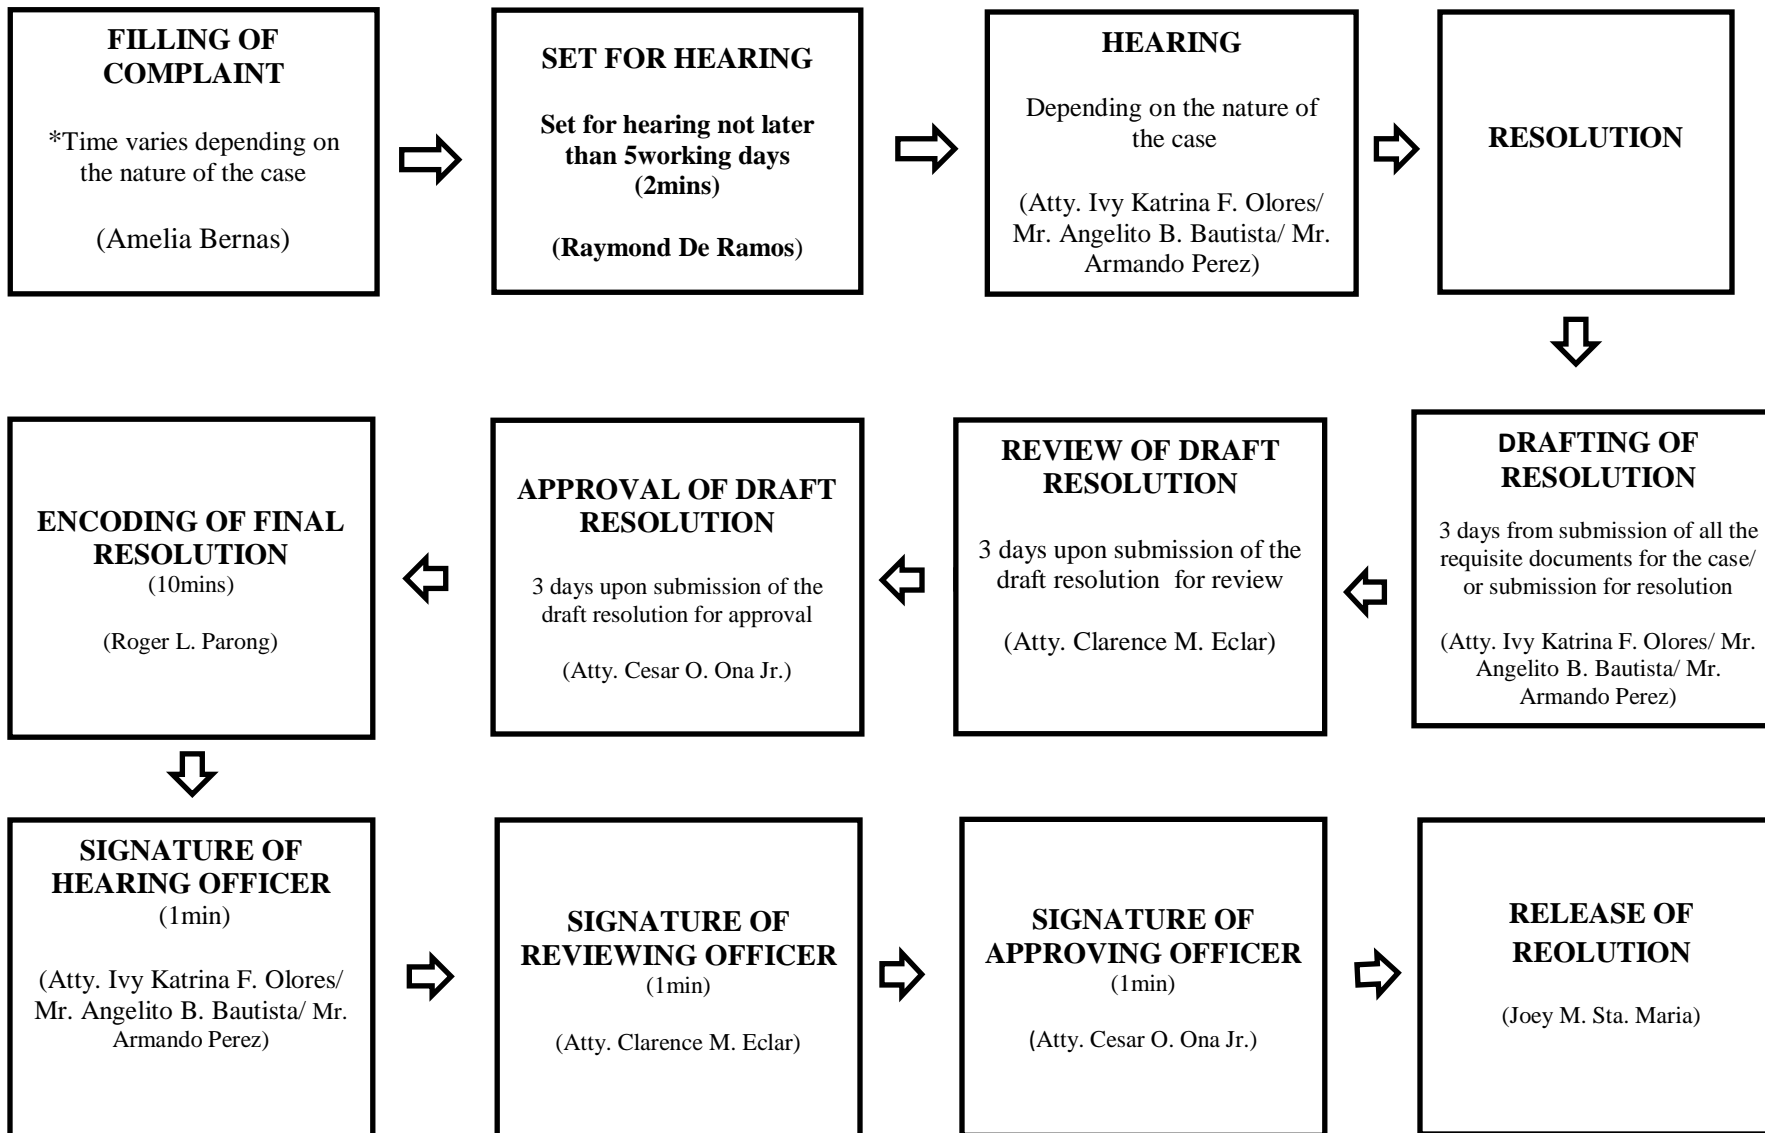 FILLING OF
COMPLAINT
*Time varies depending on
the nature of the case
(Amelia Bernas)
SET FOR HEARING
Set for hearing not later
than 5working days
(2mins)
(Raymond De Ramos)
HEARING
Depending on the nature of
the case
(Atty. Ivy Katrina F. Olores/
Mr. Angelito B. Bautista/ Mr.
Armando Perez)
RESOLUTION
DRAFTING OF
RESOLUTION
3 days from submission of all the
requisite documents for the case/
or submission for resolution
(Atty. Ivy Katrina F. Olores/ Mr.
Angelito B. Bautista/ Mr.
Armando Perez)
REVIEW OF DRAFT
RESOLUTION
3 days upon submission of the
draft resolution for review
(Atty. Clarence M. Eclar)
APPROVAL OF DRAFT
RESOLUTION
3 days upon submission of the
draft resolution for approval
(Atty. Cesar O. Ona Jr.)
ENCODING OF FINAL
RESOLUTION
(10mins)
(Roger L. Parong)
SIGNATURE OF
HEARING OFFICER
(1min)
(Atty. Ivy Katrina F. Olores/
Mr. Angelito B. Bautista/ Mr.
Armando Perez)
SIGNATURE OF
REVIEWING OFFICER
(1min)
(Atty. Clarence M. Eclar)
SIGNATURE OF
APPROVING OFFICER
(1min)
(Atty. Cesar O. Ona Jr.)
RELEASE OF
REOLUTION
(Joey M. Sta. Maria)